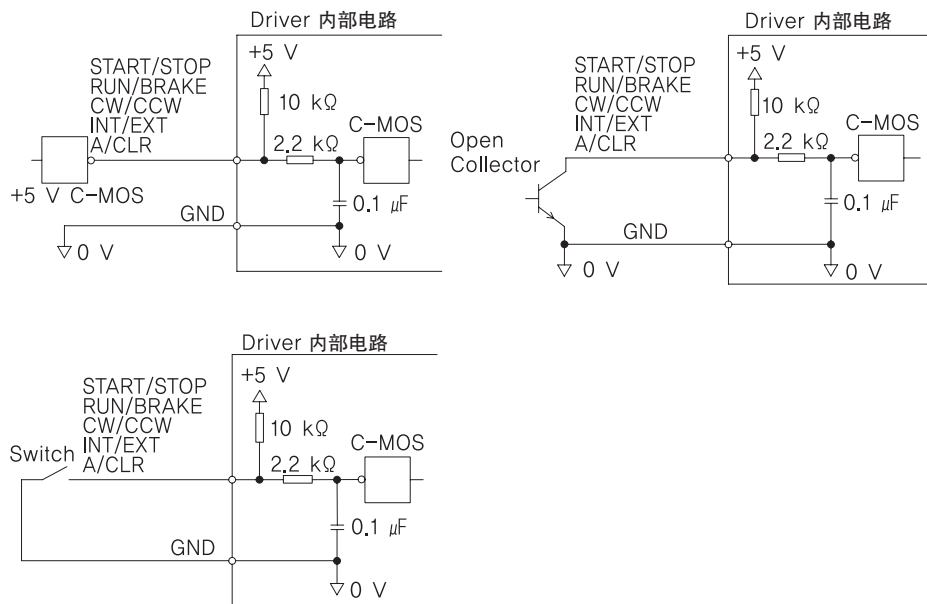 Driver 内部电路
+5 V
START/STOP
RUN/BRAKE
CW/CCW
INT/EXT
A/CLR
10 kΩ
C-MOS
2.2 kΩ
+5 V C-MOS
0.1 μF
GND
0 V
0 V
Driver 内部电路
+5 V
START/STOP
RUN/BRAKE
CW/CCW
INT/EXT
A/CLR
10 kΩ
C-MOS
2.2 kΩ
Open
Collector
0.1 μF
GND
0 V
0 V
Driver 内部电路
+5 V
START/STOP
RUN/BRAKE
CW/CCW
INT/EXT
A/CLR
10 kΩ
C-MOS
Switch
2.2 kΩ
0.1 μF
GND
0 V